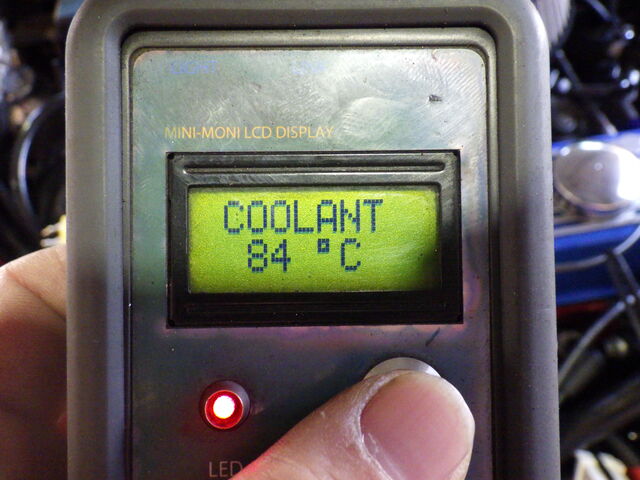 MINI-MONI LCD DISPLAY
COOLANT
84 °C
LED